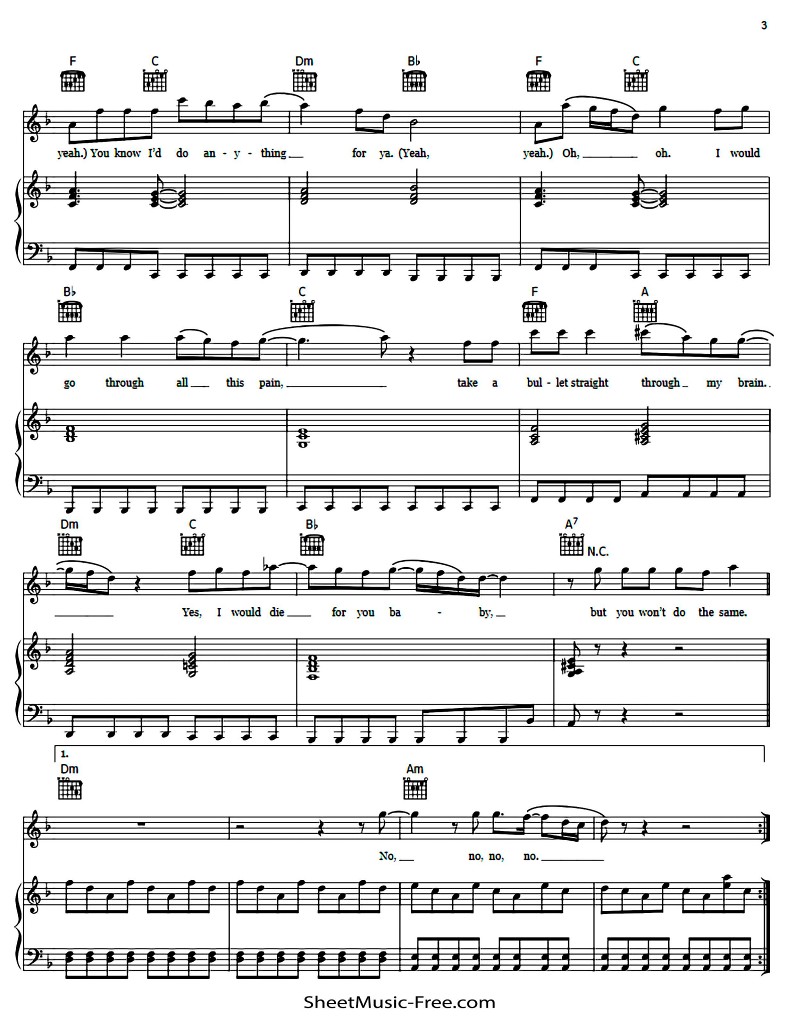 3
F C Dm B♭ F C
yeah.) You know I'd do an - y - thing for ya. (Yeah, yeah.) Oh, oh. I would
B♭ C F A
go through all this pain, take a bul - let straight through my brain.
Dm C B♭ A7 N.C.
Yes, I would die for you ba - by, but you won't do the same.
1.
Dm Am
No, no, no, no.
SheetMusic-Free.com